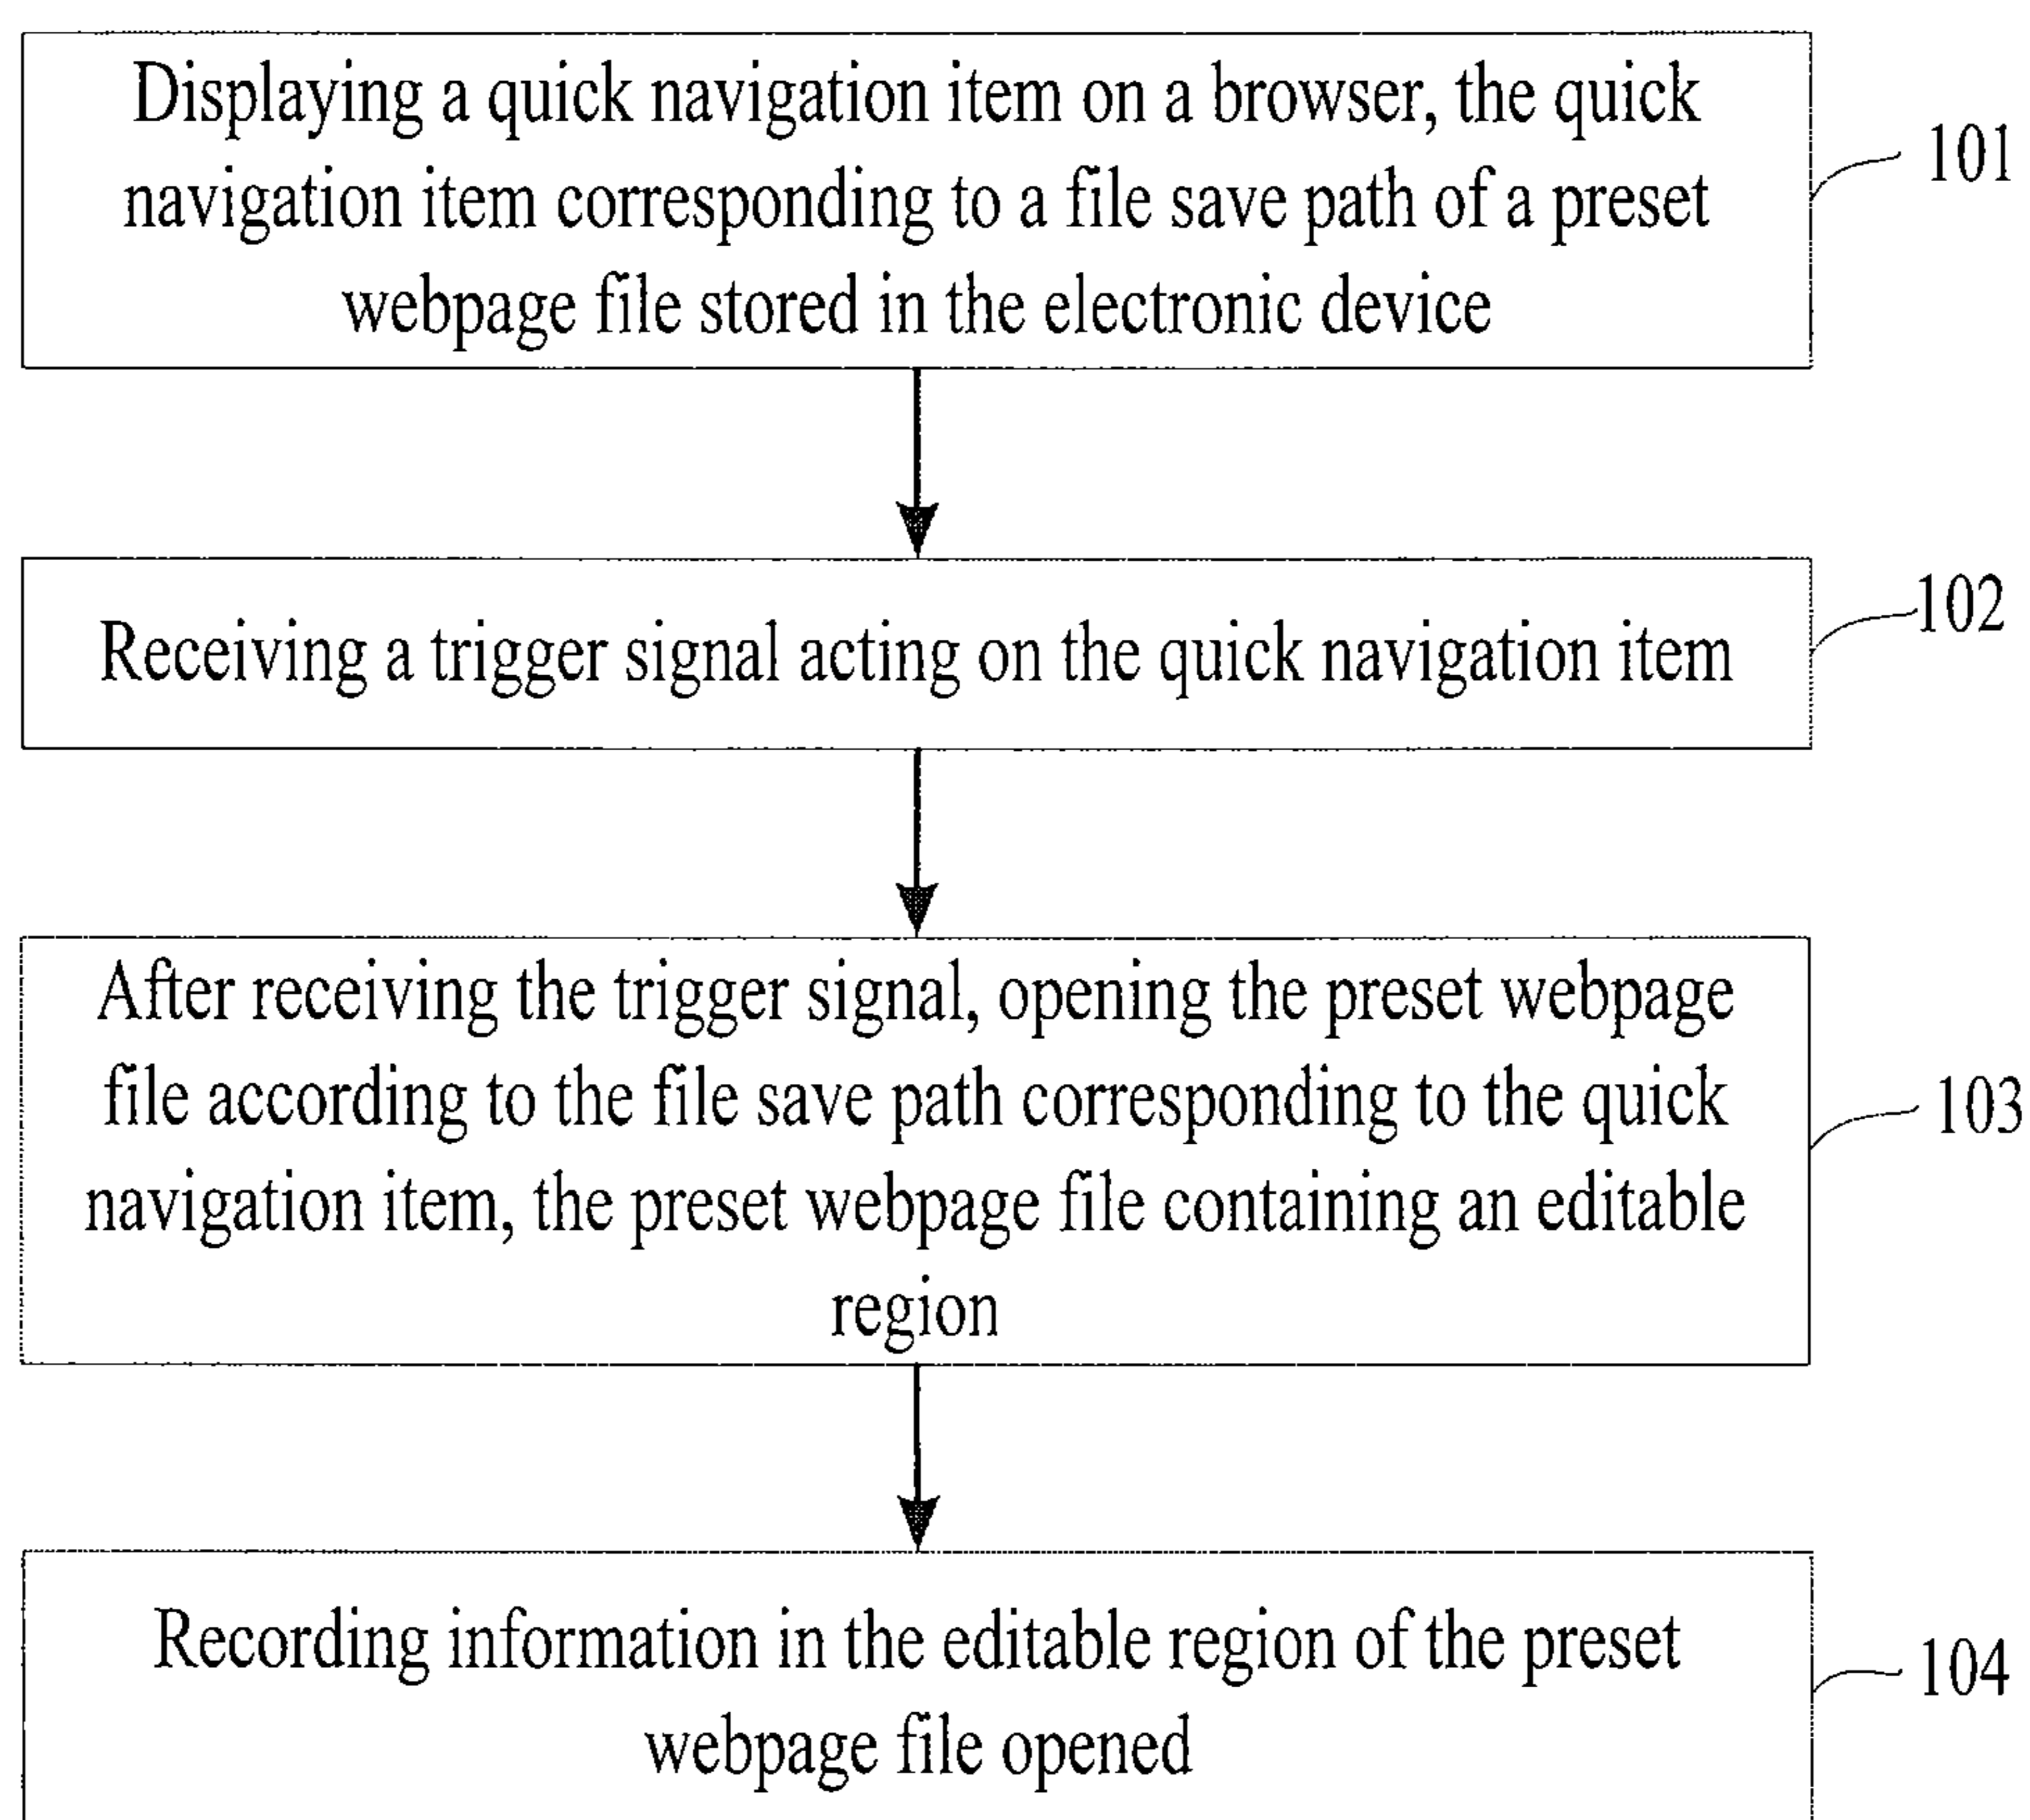 Displaying a quick navigation item on a browser, the quick
navigation item corresponding to a file save path of a preset
webpage file stored in the electronic device
101
Receiving a trigger signal acting on the quick navigation item
102
After receiving the trigger signal, opening the preset webpage
file according to the file save path corresponding to the quick
navigation item, the preset webpage file containing an editable
region
103
Recording information in the editable region of the preset
webpage file opened
104